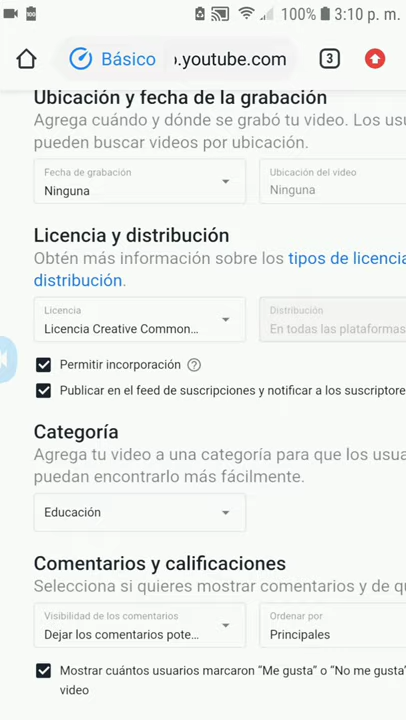 100% 3:10 p. m.
Básico
o.youtube.com
3
Ubicación y fecha de la grabación
Agrega cuándo y dónde se grabó tu video. Los usu
pueden buscar videos por ubicación.
Fecha de grabación
Ninguna
Ubicación del video
Ninguna
Licencia y distribución
Obtén más información sobre los tipos de licencia
distribución.
Licencia
Licencia Creative Common...
Distribución
En todas las plataformas
Permitir incorporación
Publicar en el feed de suscripciones y notificar a los suscriptore
Categoría
Agrega tu video a una categoría para que los usua
puedan encontrarlo más fácilmente.
Educación
Comentarios y calificaciones
Selecciona si quieres mostrar comentarios y de qu
Visibilidad de los comentarios
Dejar los comentarios pote...
Ordenar por
Principales
Mostrar cuántos usuarios marcaron “Me gusta” o “No me gusta”
video